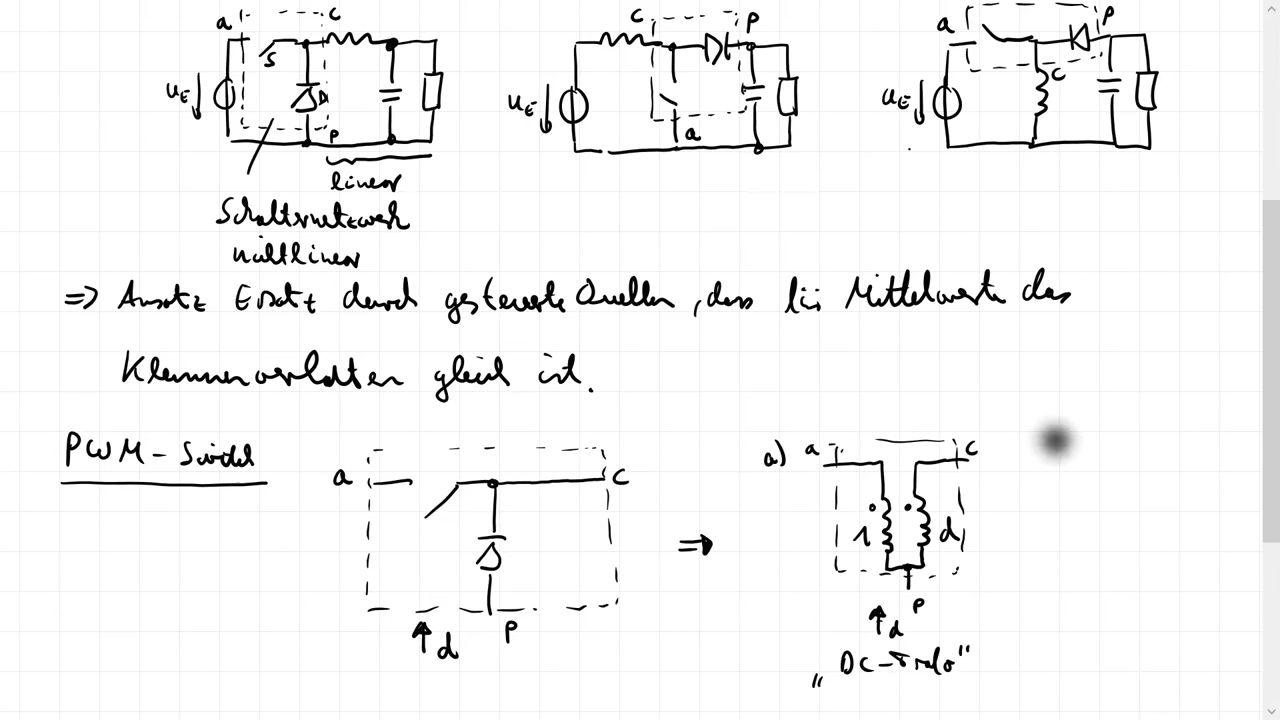 a c c p a p
S
u_E D u_E u_E c
p a
linear
Schaltnetzwerk
nichtlinear
=> Ansatz Ersatz durch gesteuerte Quellen, dass für Mittelwerte das
Klemmenverhalten gleich ist.
PWM - Switch a c a) a c
1 d
d p p
d
„DC-Trafo"